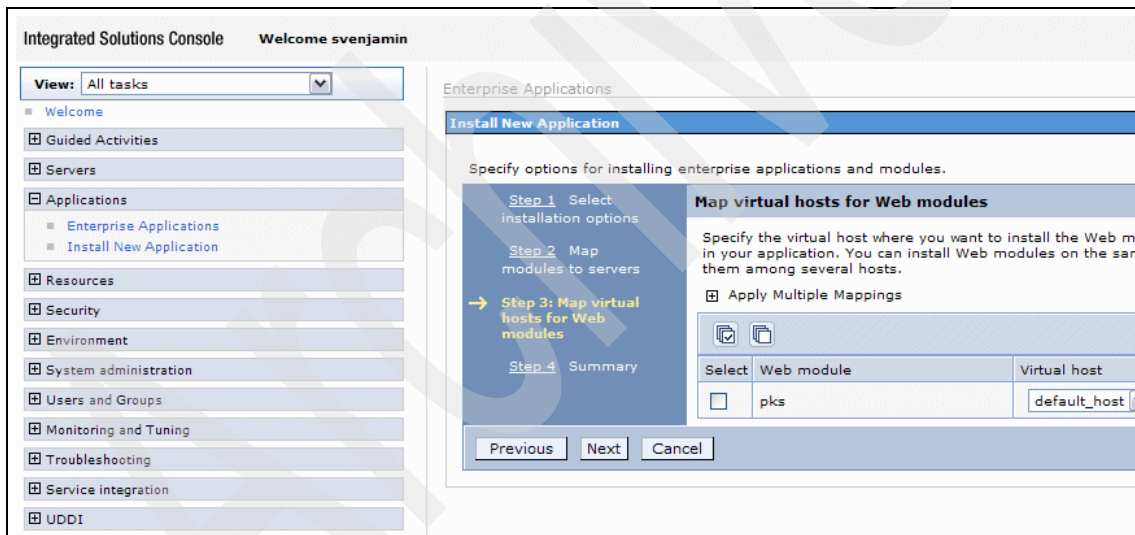 Integrated Solutions Console Welcome svenjamin
View: All tasks
Welcome
Guided Activities
Servers
Applications
Enterprise Applications
Install New Application
Resources
Security
Environment
System administration
Users and Groups
Monitoring and Tuning
Troubleshooting
Service integration
UDDI
Enterprise Applications
Install New Application
Specify options for installing enterprise applications and modules.
Step 1 Select
installation options
Step 2 Map
modules to servers
Step 3: Map virtual
hosts for Web
modules
Step 4 Summary
Map virtual hosts for Web modules
Specify the virtual host where you want to install the Web m
in your application. You can install Web modules on the sar
them among several hosts.
Apply Multiple Mappings
Select Web module Virtual host
pks default_host
Previous Next Cancel